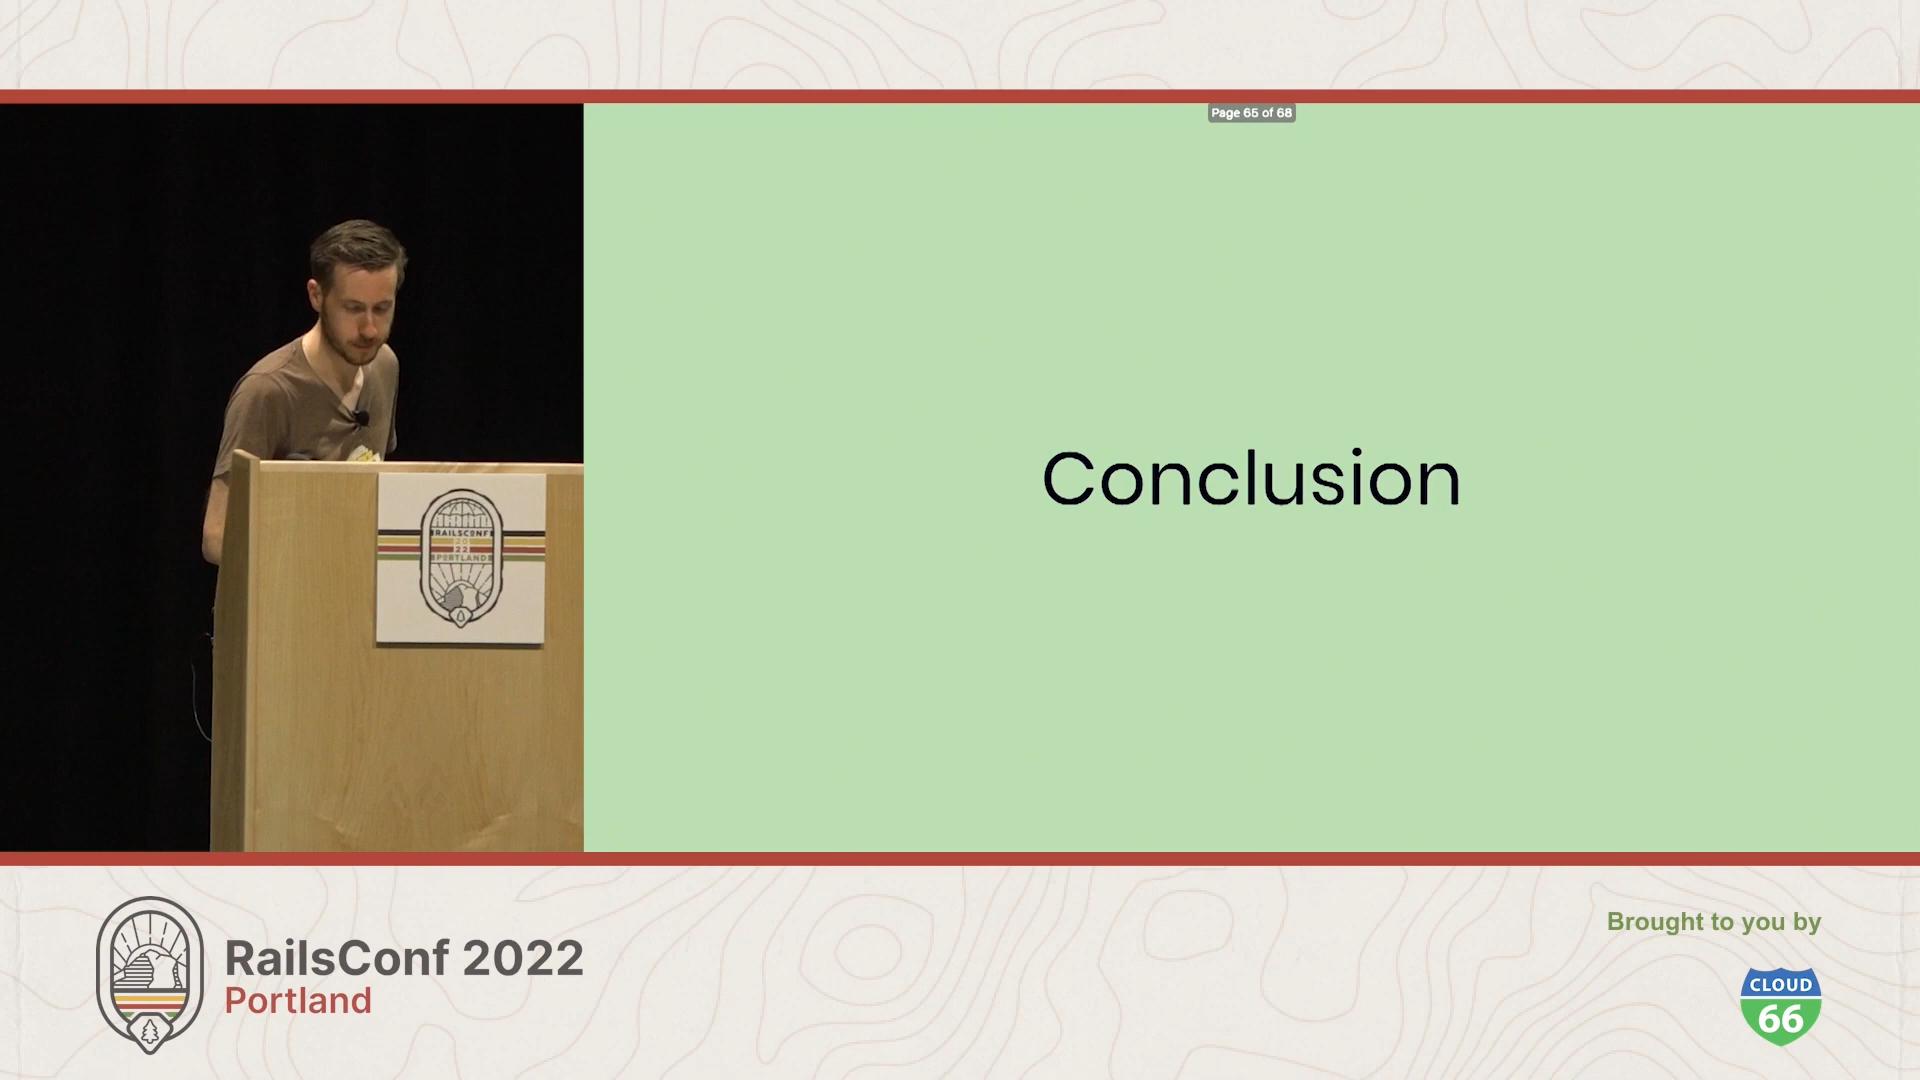 Page 65 of 68
Conclusion
RAILSCONF
20
22
PORTLAND
RailsConf 2022
Portland
Brought to you by
CLOUD
66